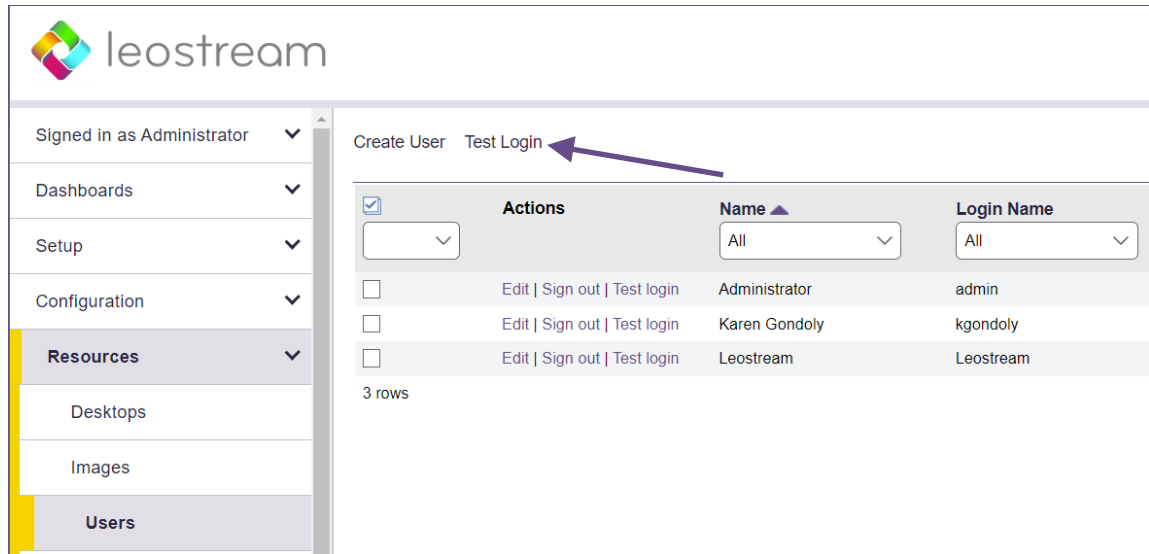 leostream
Signed in as Administrator
Dashboards
Setup
Configuration
Resources
Desktops
Images
Users
Create User Test Login
Actions Name Login Name
All All
Edit | Sign out | Test login Administrator admin
Edit | Sign out | Test login Karen Gondoly kgondoly
Edit | Sign out | Test login Leostream Leostream
3 rows